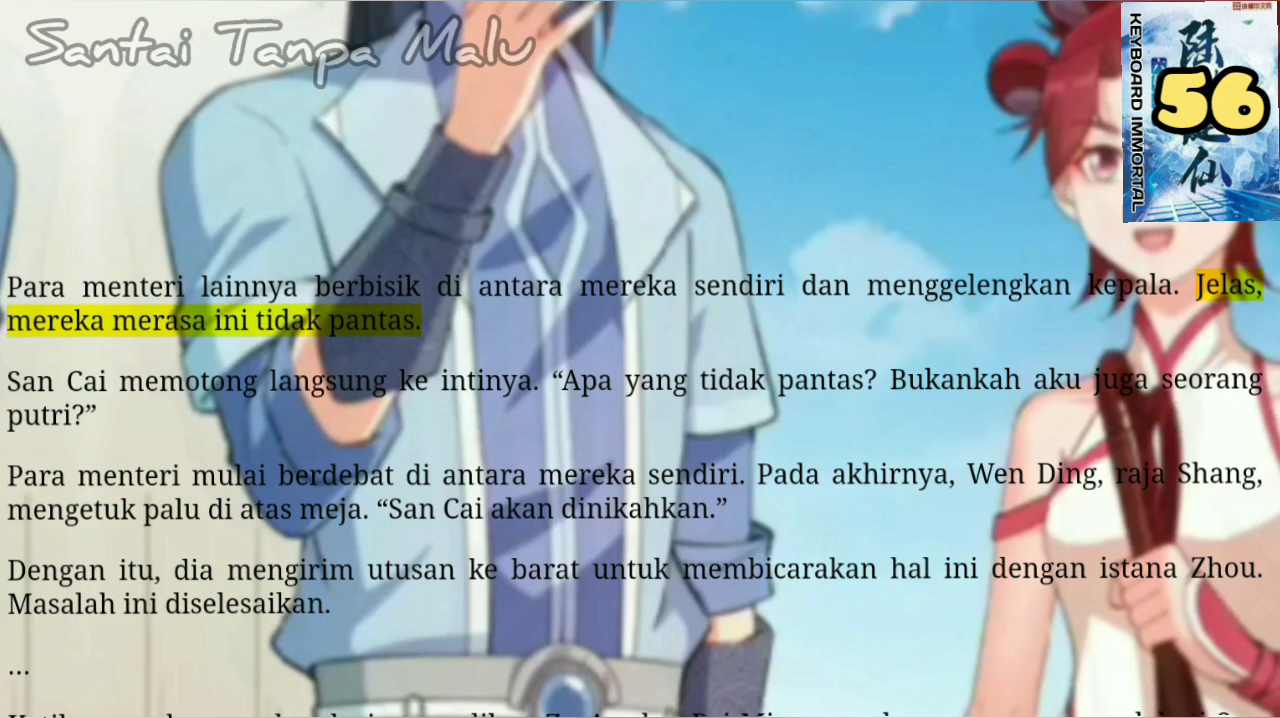 Santai Tanpa Malu
KEYBOARD IMMORTAL
56
仙
Para menteri lainnya berbisik di antara mereka sendiri dan menggelengkan kepala. Jelas,
mereka merasa ini tidak pantas.
San Cai memotong langsung ke intinya. “Apa yang tidak pantas? Bukankah aku juga seorang
putri?”
Para menteri mulai berdebat di antara mereka sendiri. Pada akhirnya, Wen Ding, raja Shang,
mengetuk palu di atas meja. “San Cai akan dinikahkan.”
Dengan itu, dia mengirim utusan ke barat untuk membicarakan hal ini dengan istana Zhou.
Masalah ini diselesaikan.
...